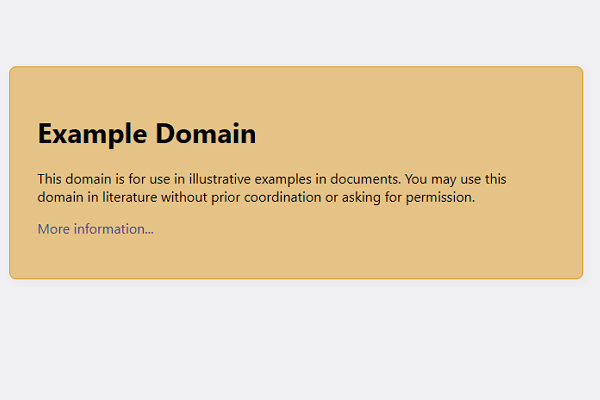 Example Domain
This domain is for use in illustrative examples in documents. You may use this
domain in literature without prior coordination or asking for permission.
More information...